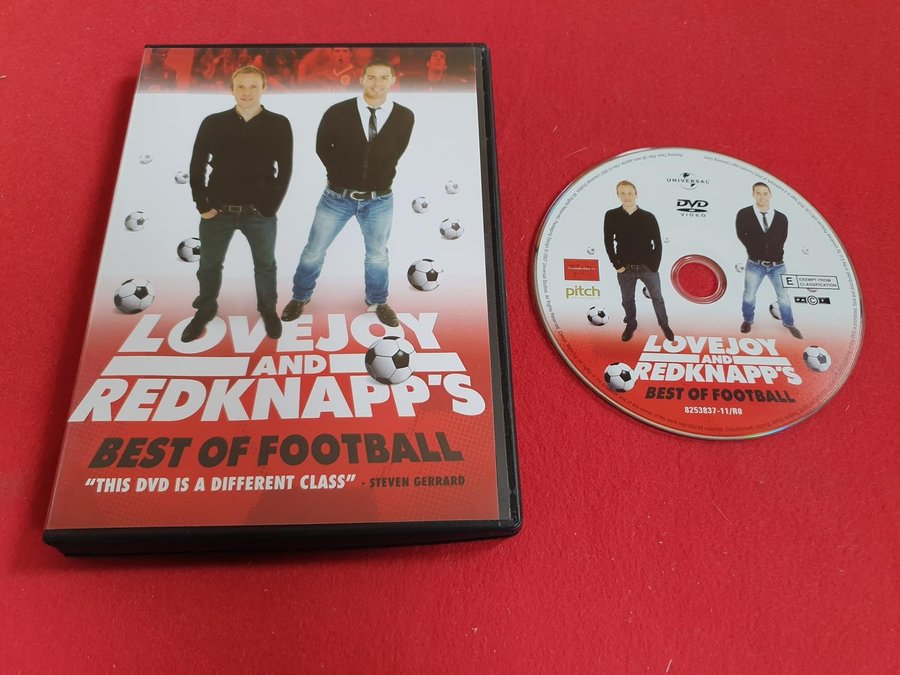 LOVEJOY
AND
REDKNAPP'S
BEST OF FOOTBALL
"THIS DVD IS A DIFFERENT CLASS" - STEVEN GERRARD
UNIVERSAL
DVD
VIDEO
pitch
E EXEMPT FROM
CLASSIFICATION
LOVEJOY
AND
REDKNAPP'S
BEST OF FOOTBALL
8253837-11/R0